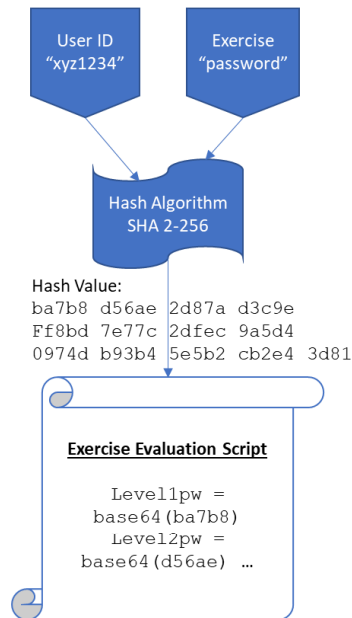 User ID
“xyz1234”
Exercise
“password”
Hash Algorithm
SHA 2-256
Hash Value:
ba7b8 d56ae 2d87a d3c9e
Ff8bd 7e77c 2dfec 9a5d4
0974d b93b4 5e5b2 cb2e4 3d81
Exercise Evaluation Script
Level1pw =
base64(ba7b8)
Level2pw =
base64(d56ae) …